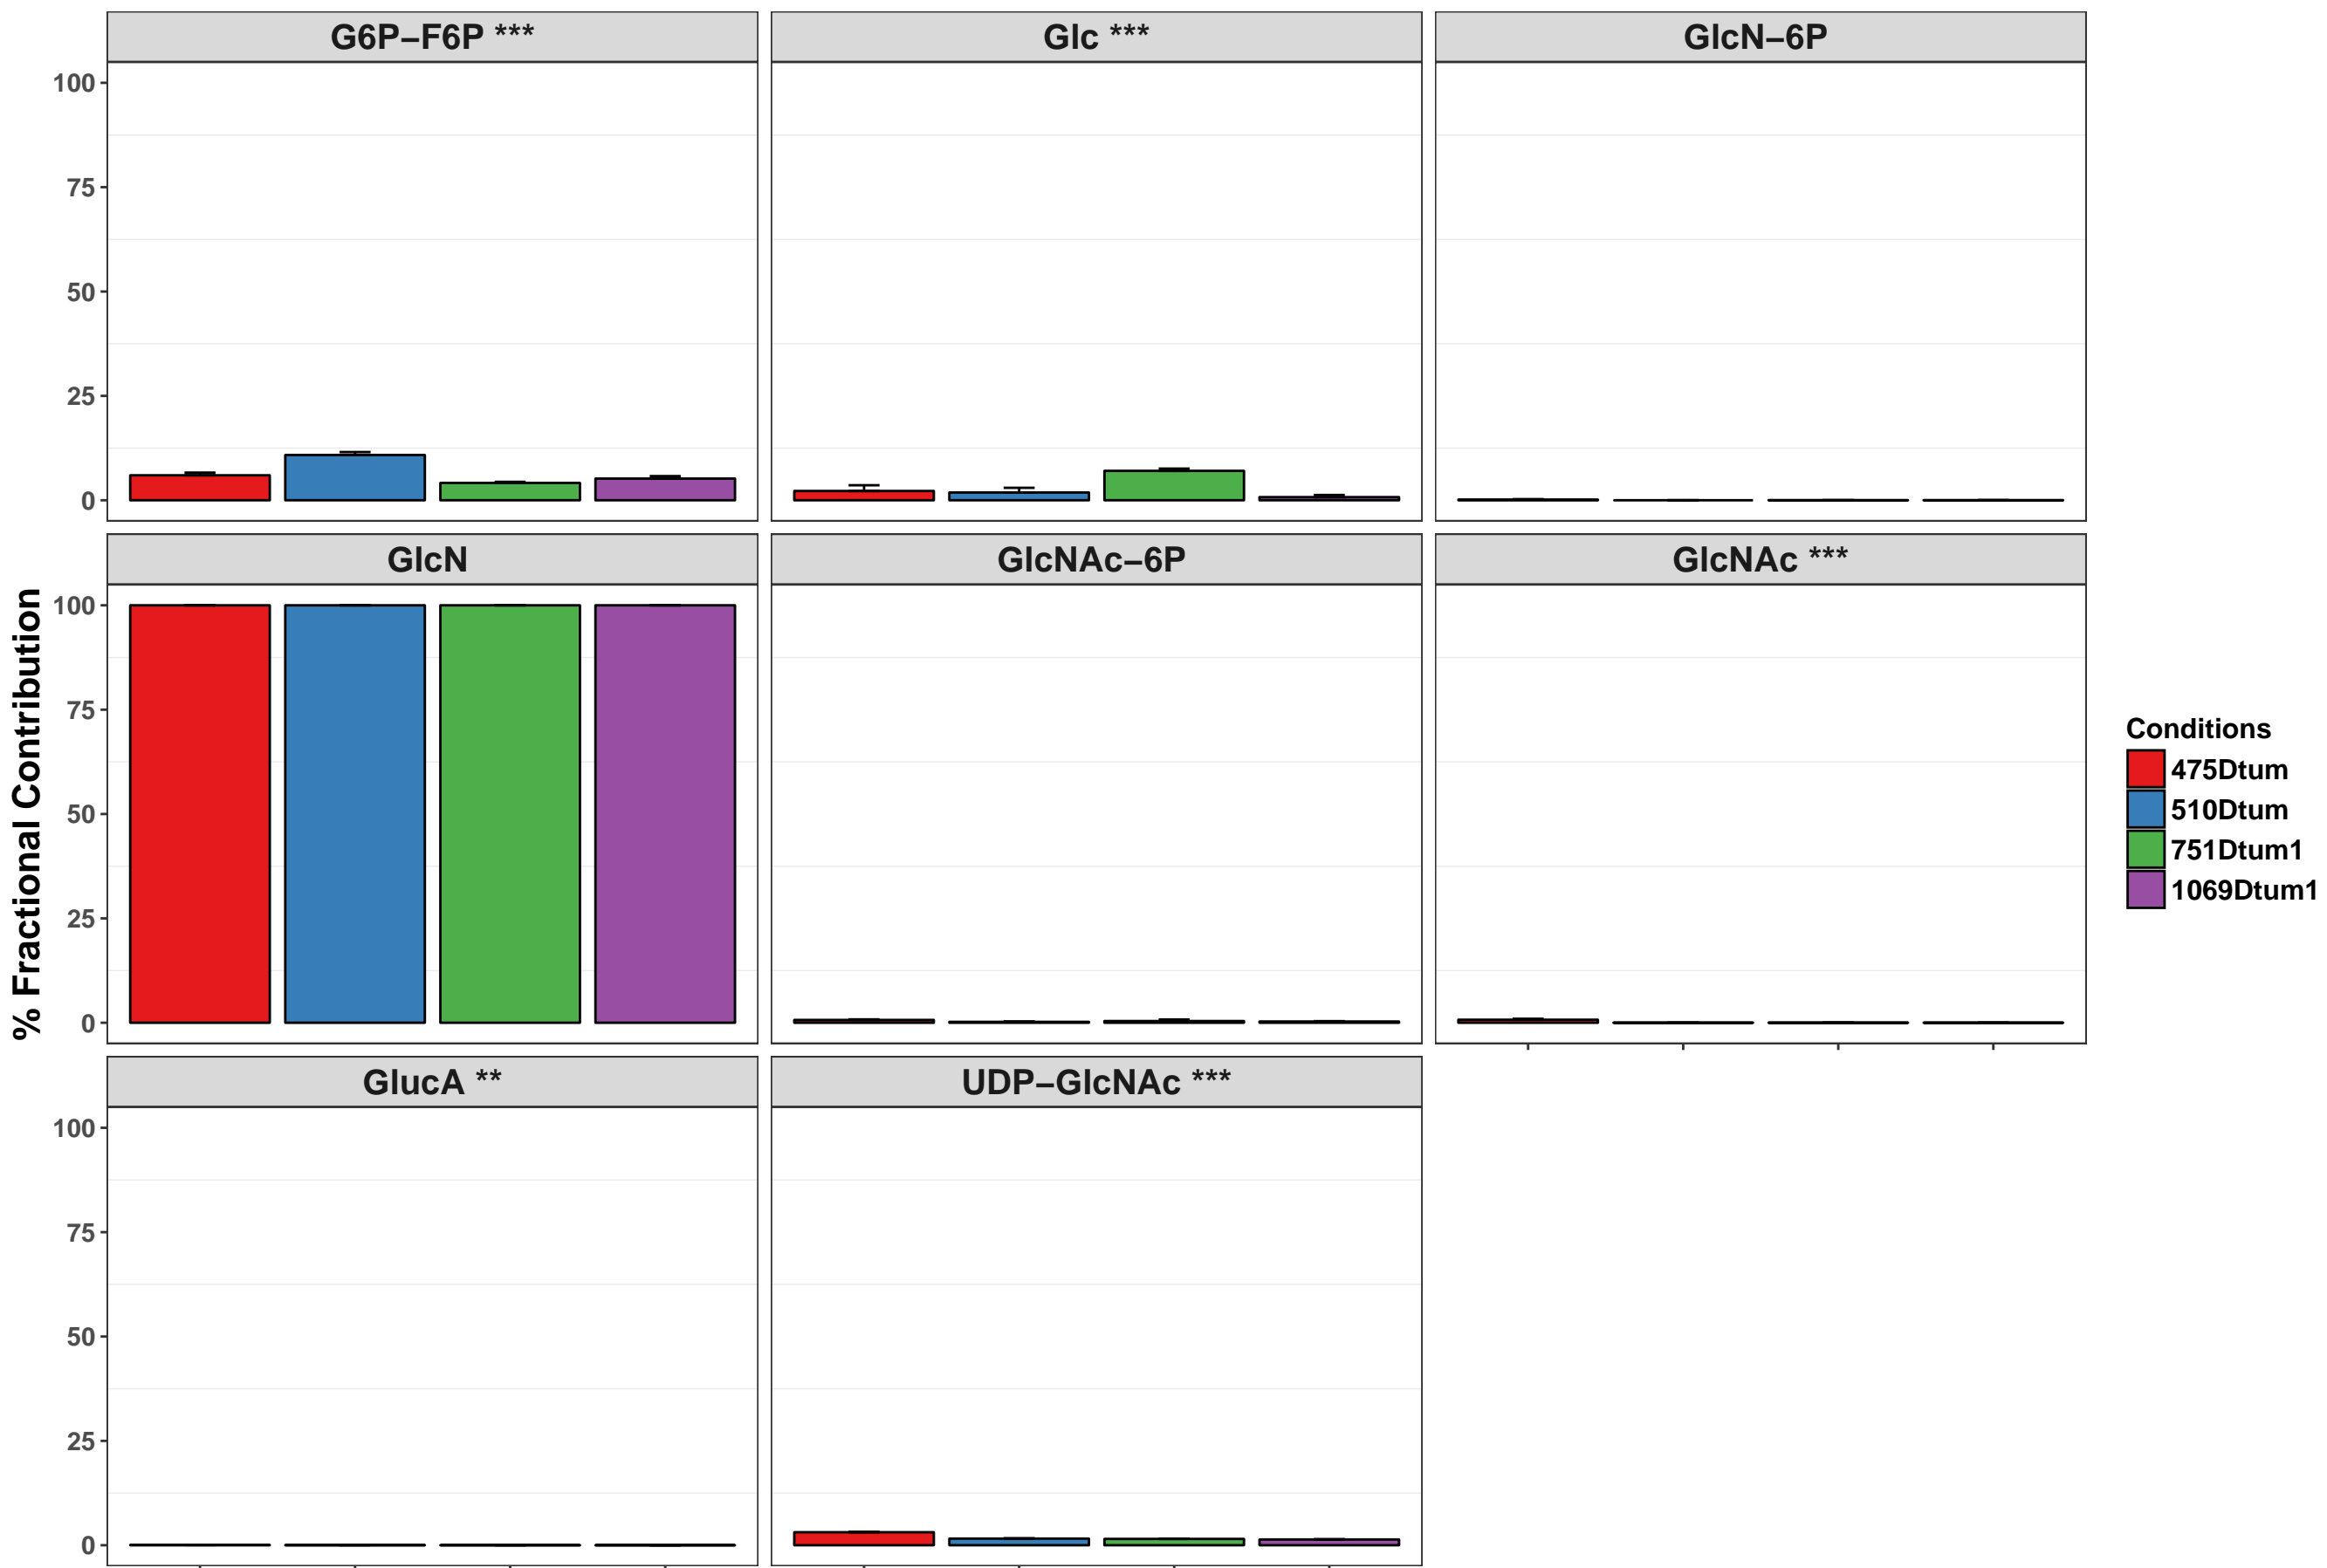 G6P−F6P ***
Glc ***
GlcN−6P
100
75
50
25
0
GlcN
GlcNAc−6P
GlcNAc ***
100
75
50
25
0
GlucA **
UDP−GlcNAc ***
100
75
50
25
0
% Fractional Contribution
Conditions
475Dtum
510Dtum
751Dtum1
1069Dtum1